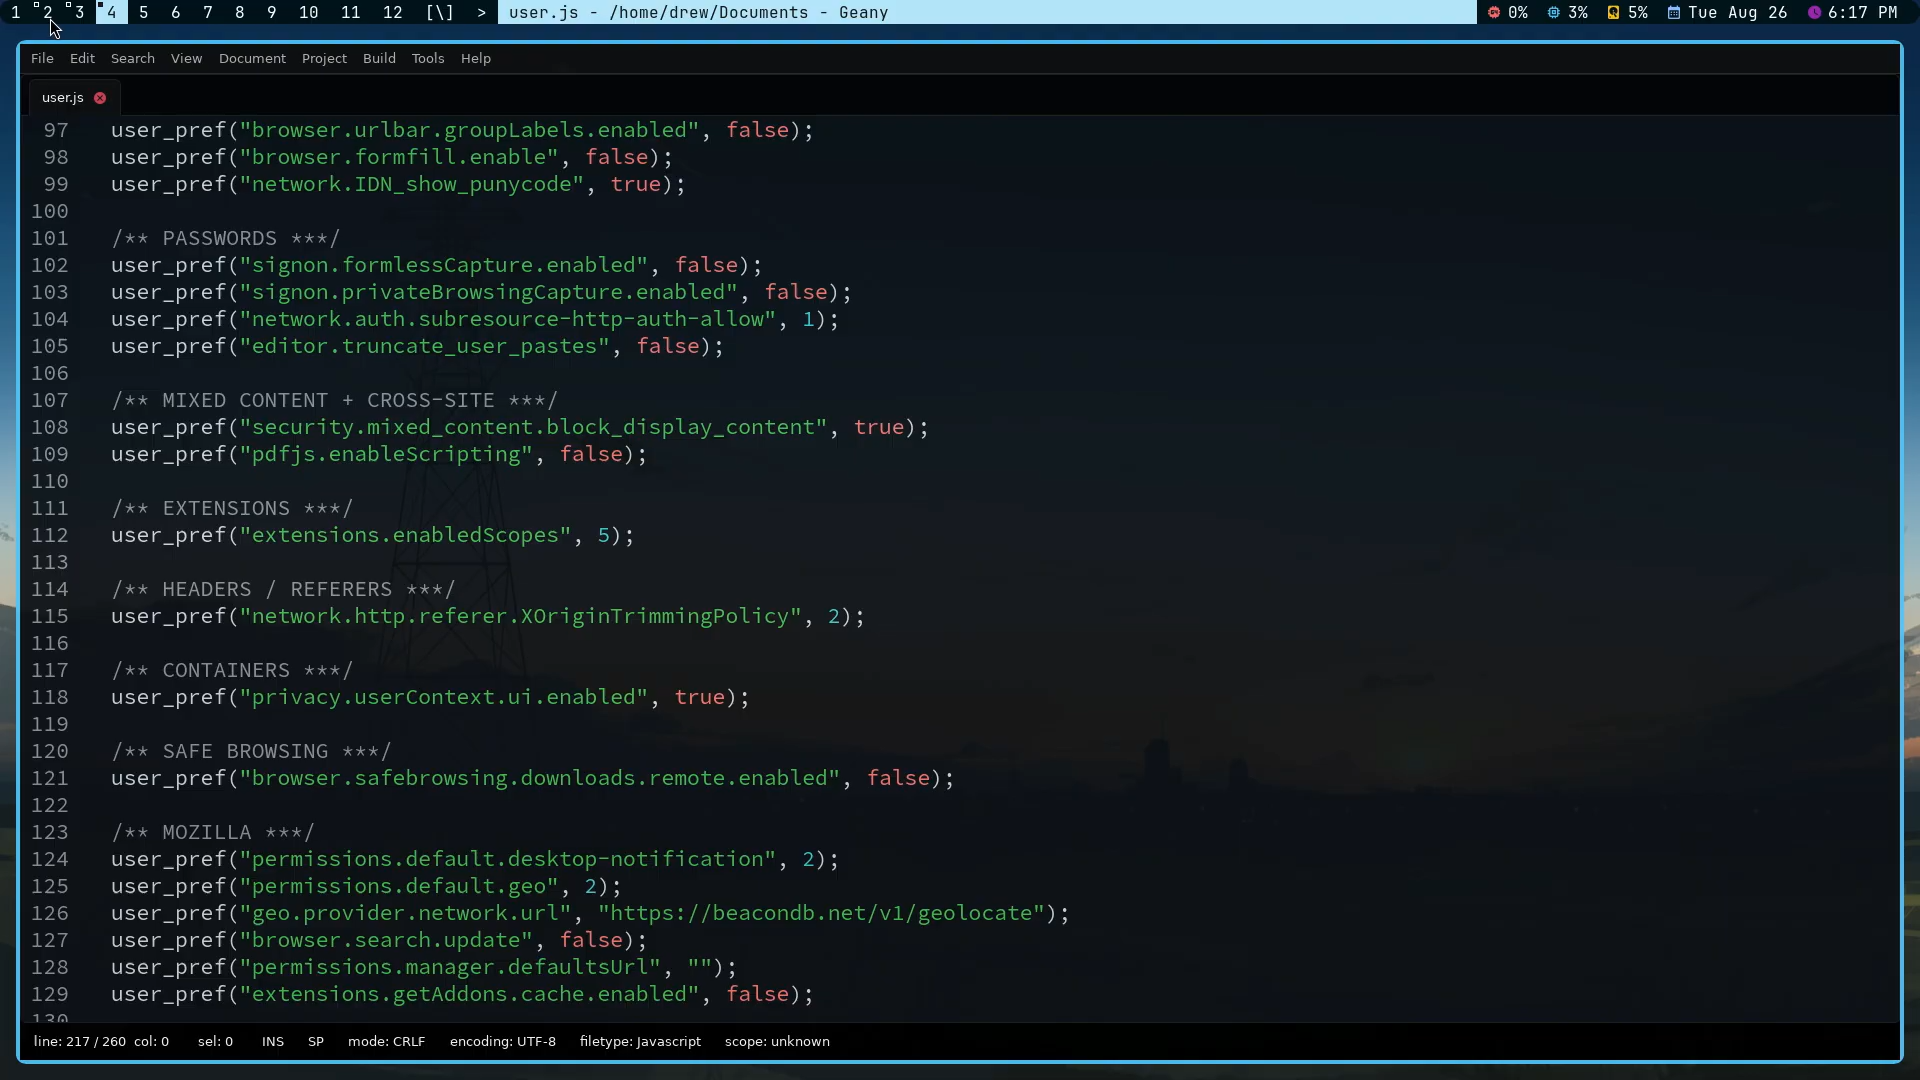 1 2 3 4 5 6 7 8 9 10 11 12 [\] > user.js - /home/drew/Documents - Geany 0% 3% 5% Tue Aug 26 6:17 PM
File Edit Search View Document Project Build Tools Help
user.js
97 user_pref("browser.urlbar.groupLabels.enabled", false);
98 user_pref("browser.formfill.enable", false);
99 user_pref("network.IDN_show_punycode", true);
100
101 /** PASSWORDS ***/
102 user_pref("signon.formlessCapture.enabled", false);
103 user_pref("signon.privateBrowsingCapture.enabled", false);
104 user_pref("network.auth.subresource-http-auth-allow", 1);
105 user_pref("editor.truncate_user_pastes", false);
106
107 /** MIXED CONTENT + CROSS-SITE ***/
108 user_pref("security.mixed_content.block_display_content", true);
109 user_pref("pdfjs.enableScripting", false);
110
111 /** EXTENSIONS ***/
112 user_pref("extensions.enabledScopes", 5);
113
114 /** HEADERS / REFERERS ***/
115 user_pref("network.http.referer.XOriginTrimmingPolicy", 2);
116
117 /** CONTAINERS ***/
118 user_pref("privacy.userContext.ui.enabled", true);
119
120 /** SAFE BROWSING ***/
121 user_pref("browser.safebrowsing.downloads.remote.enabled", false);
122
123 /** MOZILLA ***/
124 user_pref("permissions.default.desktop-notification", 2);
125 user_pref("permissions.default.geo", 2);
126 user_pref("geo.provider.network.url", "https://beacondb.net/v1/geolocate");
127 user_pref("browser.search.update", false);
128 user_pref("permissions.manager.defaultsUrl", "");
129 user_pref("extensions.getAddons.cache.enabled", false);
130
line: 217 / 260 col: 0 sel: 0 INS SP mode: CRLF encoding: UTF-8 filetype: Javascript scope: unknown